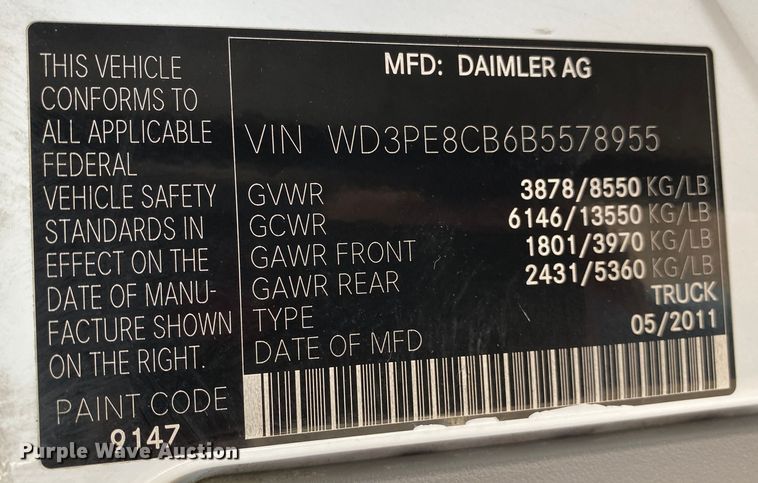 THIS VEHICLE
CONFORMS TO
ALL APPLICABLE
FEDERAL
VEHICLE SAFETY
STANDARDS IN
EFFECT ON THE
DATE OF MANU-
FACTURE SHOWN
ON THE RIGHT.
PAINT CODE
9147
MFD: DAIMLER AG
VIN WD3PE8CB6B5578955
GVWR 3878/8550 KG/LB
GCWR 6146/13550 KG/LB
GAWR FRONT 1801/3970 KG/LB
GAWR REAR 2431/5360 KG/LB
TYPE TRUCK
DATE OF MFD 05/2011
Purple Wave Auction